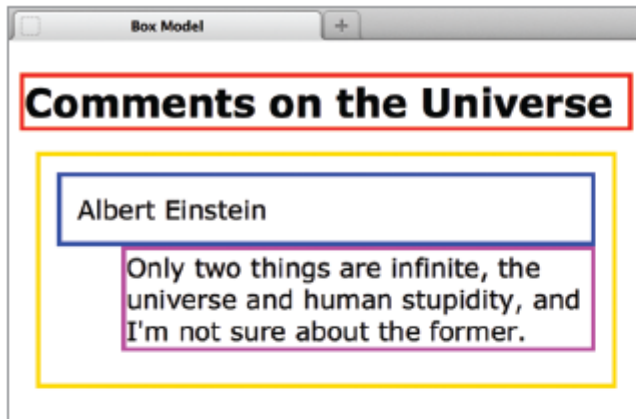 Box Model
Comments on the Universe
Albert Einstein
Only two things are infinite, the
universe and human stupidity, and
I'm not sure about the former.